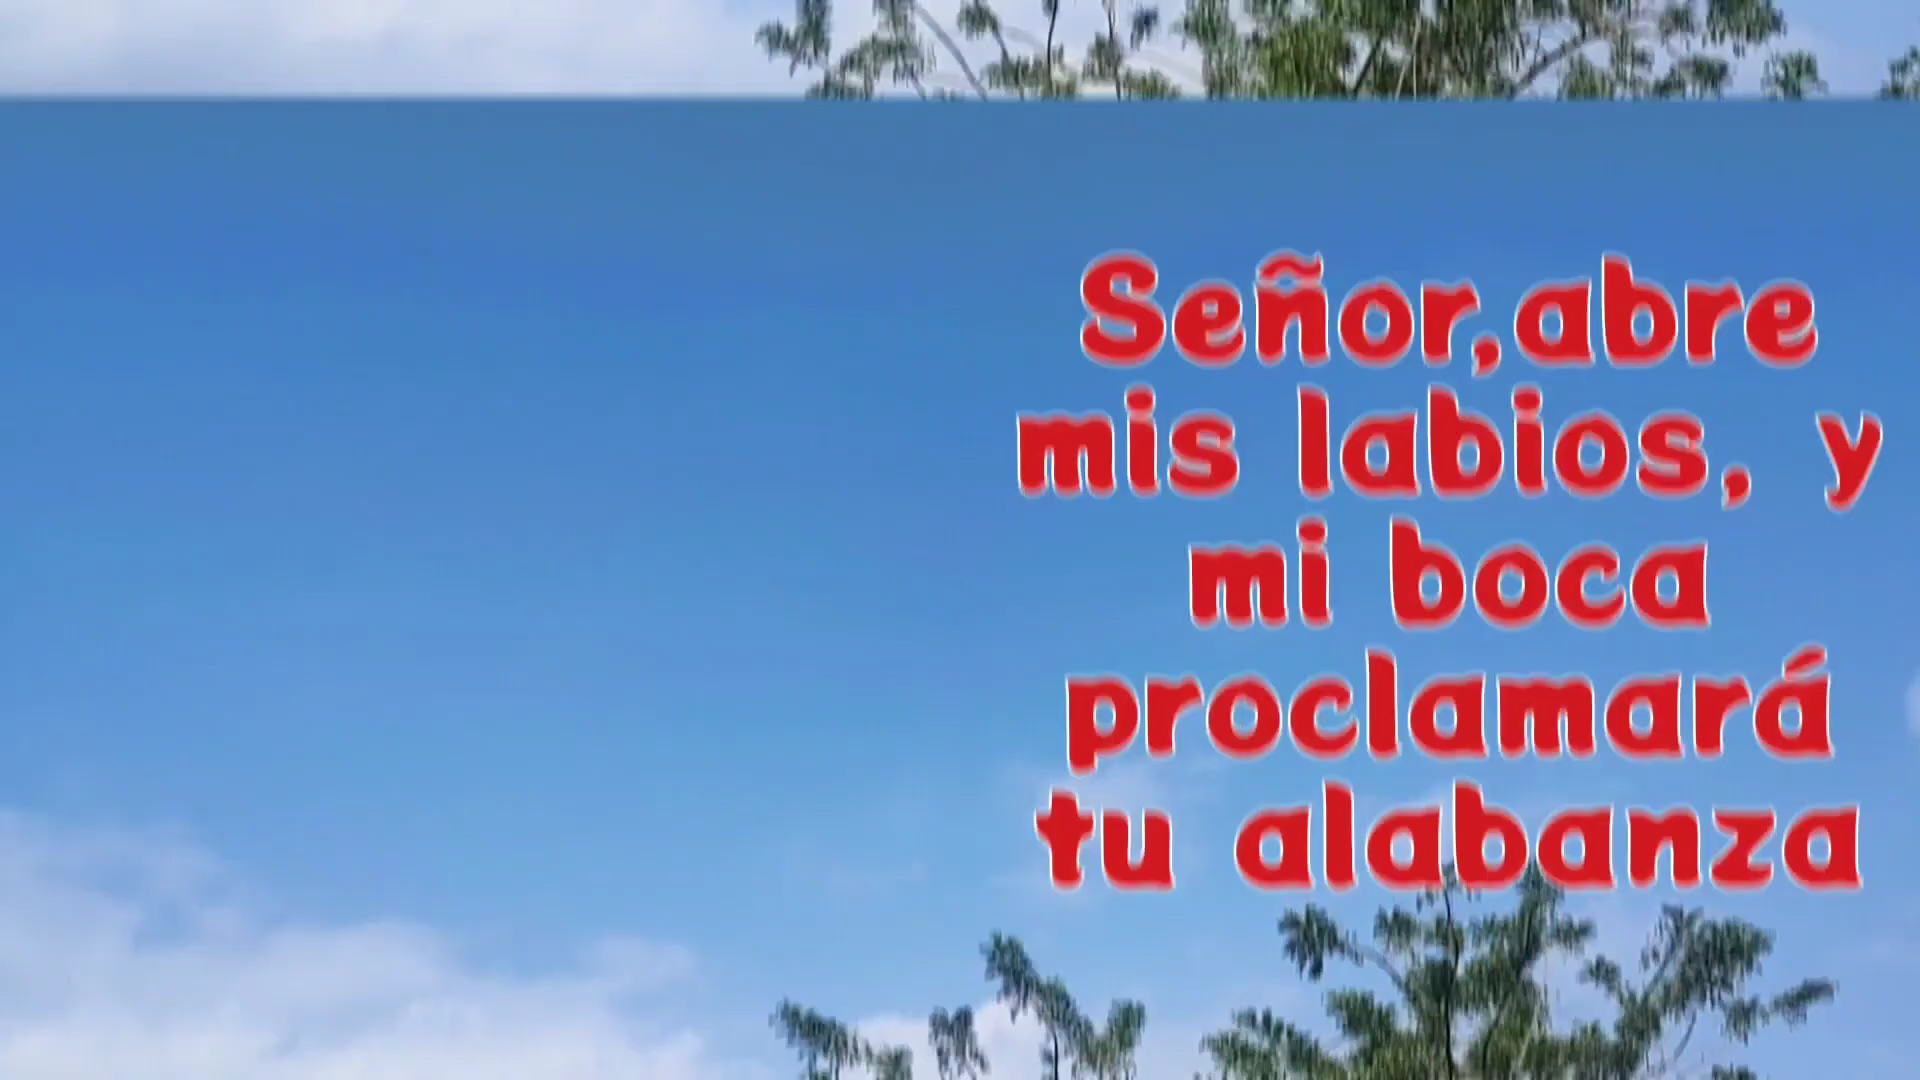 Señor,abre
mis labios, y
mi boca
proclamará
tu alabanza